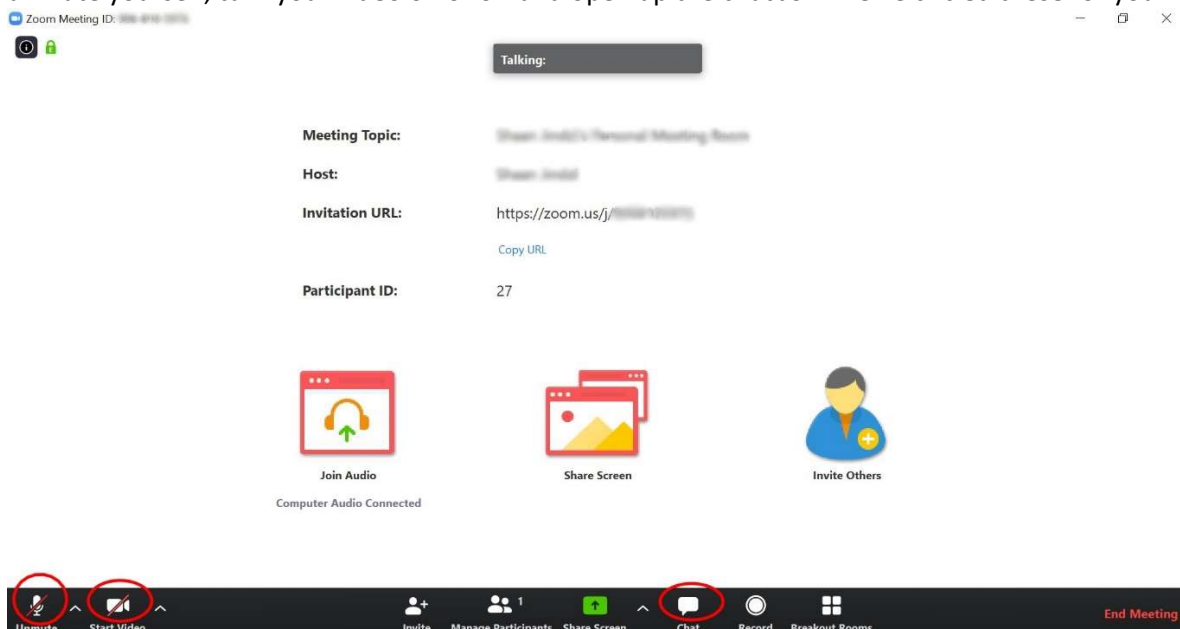 Zoom Meeting ID:
Talking:
Meeting Topic:
Host:
Invitation URL: https://zoom.us/j/
Copy URL
Participant ID: 27
Join Audio Share Screen Invite Others
Computer Audio Connected
1
Unmute Start Video Invite Manage Participants Share Screen Chat Record Breakout Rooms End Meeting